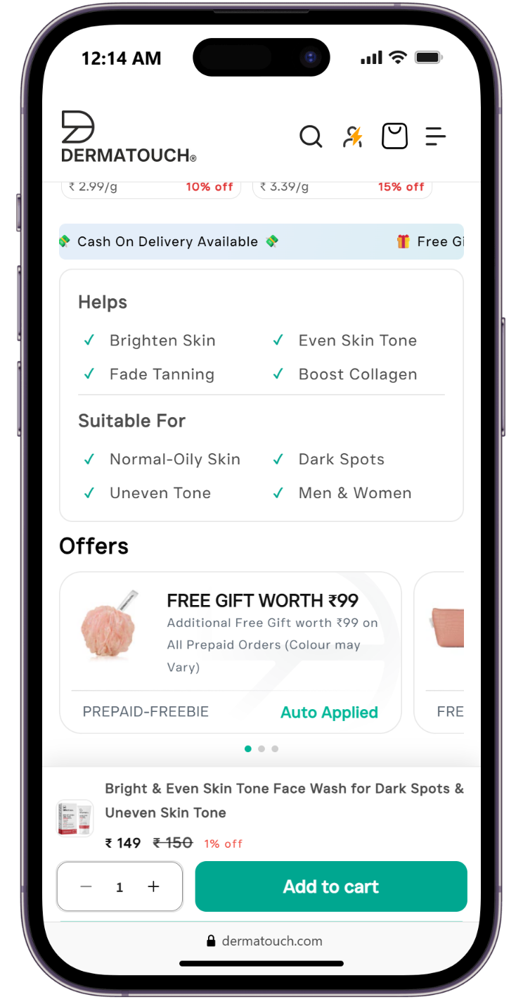 12:14 AM
DERMATOUCH®
₹ 2.99/g 10% off ₹ 3.39/g 15% off
Cash On Delivery Available Free Gi
Helps
✓ Brighten Skin ✓ Even Skin Tone
✓ Fade Tanning ✓ Boost Collagen
Suitable For
✓ Normal-Oily Skin ✓ Dark Spots
✓ Uneven Tone ✓ Men & Women
Offers
FREE GIFT WORTH ₹99
Additional Free Gift worth ₹99 on
All Prepaid Orders (Colour may
Vary)
PREPAID-FREEBIE Auto Applied FRE
Bright & Even Skin Tone Face Wash for Dark Spots &
Uneven Skin Tone
₹ 149 ₹ 150 1% off
− 1 + Add to cart
dermatouch.com